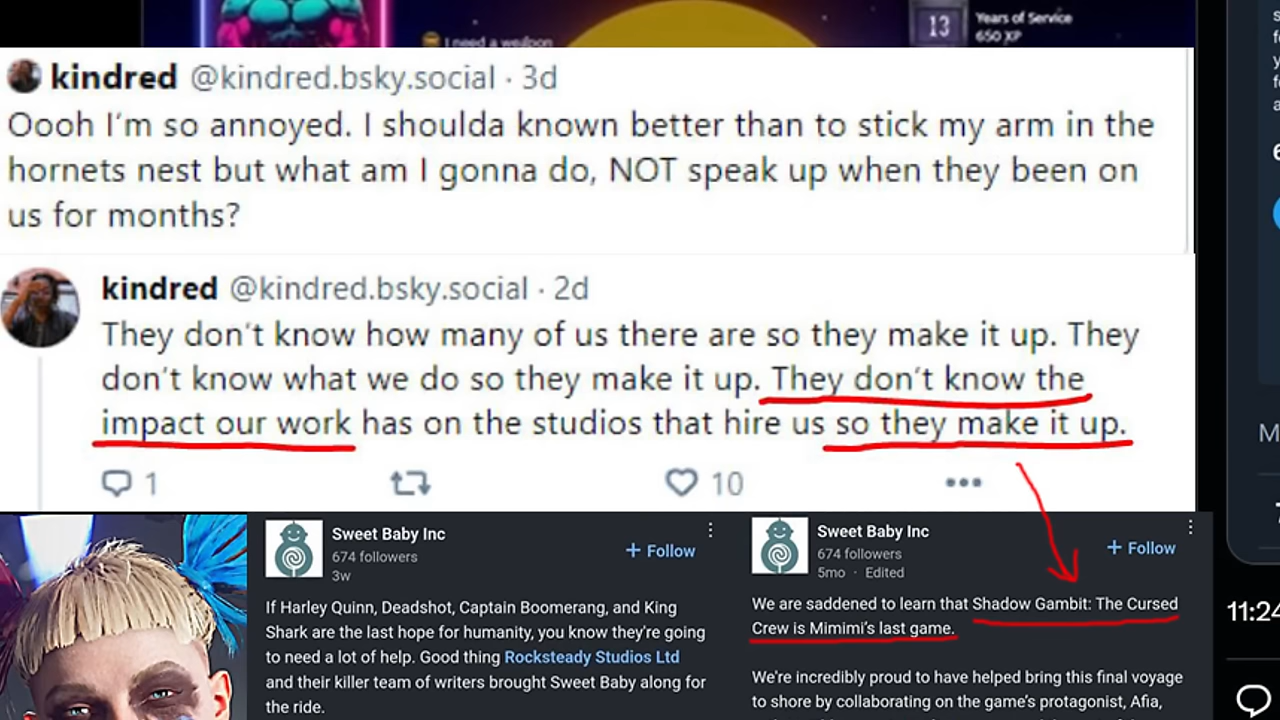 I need a weapon
13
Years of Service
650 XP
kindred @kindred.bsky.social · 3d
Oooh I'm so annoyed. I shoulda known better than to stick my arm in the
hornets nest but what am I gonna do, NOT speak up when they been on
us for months?
kindred @kindred.bsky.social · 2d
They don't know how many of us there are so they make it up. They
don't know what we do so they make it up. They don't know the
impact our work has on the studios that hire us so they make it up.
1
10
Sweet Baby Inc
674 followers
3w
+ Follow
If Harley Quinn, Deadshot, Captain Boomerang, and King
Shark are the last hope for humanity, you know they're going
to need a lot of help. Good thing Rocksteady Studios Ltd
and their killer team of writers brought Sweet Baby along for
the ride.
Sweet Baby Inc
674 followers
5mo · Edited
+ Follow
We are saddened to learn that Shadow Gambit: The Cursed
Crew is Mimimi's last game.
We're incredibly proud to have helped bring this final voyage
to shore by collaborating on the game's protagonist, Afia,
11:24